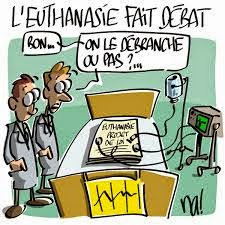 L'EUTHANASIE FAIT DÉBAT
BON...
ON LE DÉBRANCHE
OU PAS ?...
EUTHANASIE
PROJET
DE LOI
na!